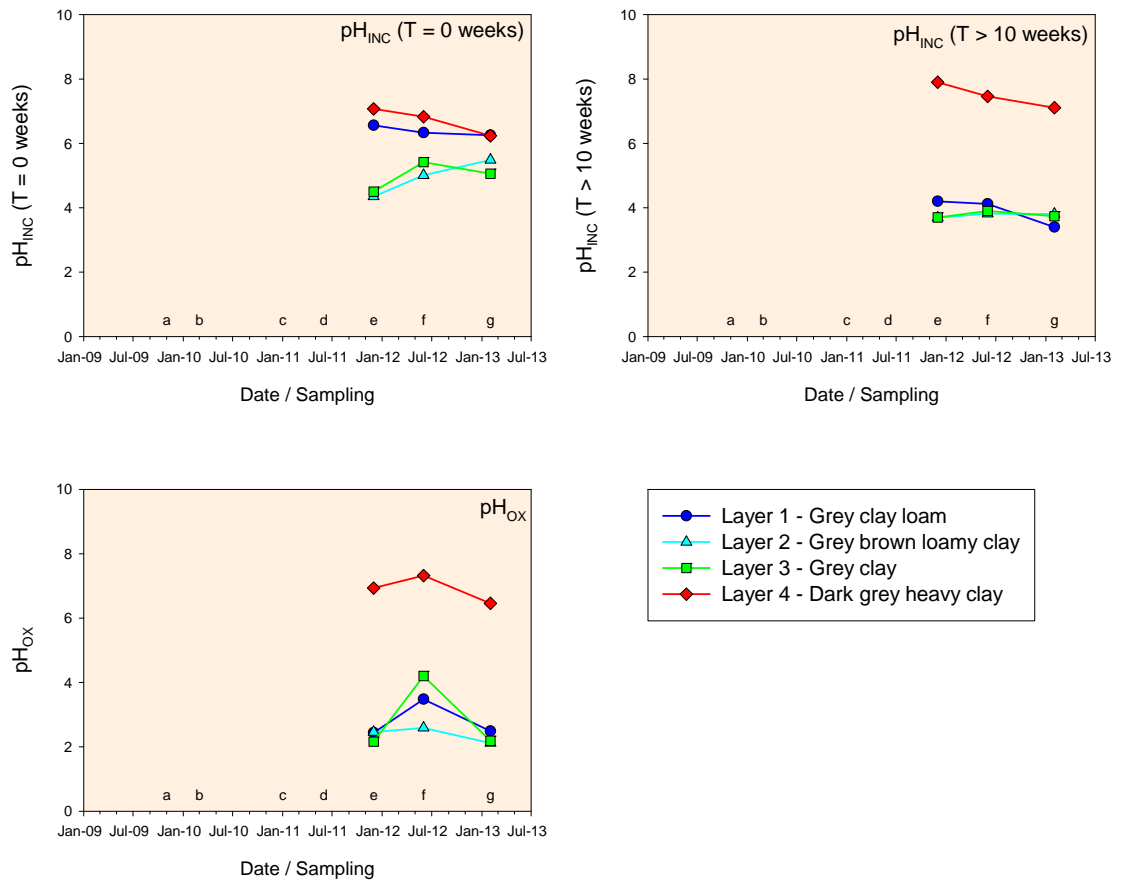 pH_INC (T = 0 weeks)
pH_INC (T = 0 weeks)
10
8
6
4
2
0
a b c d e f g
Jan-09 Jul-09 Jan-10 Jul-10 Jan-11 Jul-11 Jan-12 Jul-12 Jan-13 Jul-13
Date / Sampling
pH_INC (T > 10 weeks)
pH_INC (T > 10 weeks)
10
8
6
4
2
0
a b c d e f g
Jan-09 Jul-09 Jan-10 Jul-10 Jan-11 Jul-11 Jan-12 Jul-12 Jan-13 Jul-13
Date / Sampling
pH_OX
pH_OX
10
8
6
4
2
0
a b c d e f g
Jan-09 Jul-09 Jan-10 Jul-10 Jan-11 Jul-11 Jan-12 Jul-12 Jan-13 Jul-13
Date / Sampling
Layer 1 - Grey clay loam
Layer 2 - Grey brown loamy clay
Layer 3 - Grey clay
Layer 4 - Dark grey heavy clay